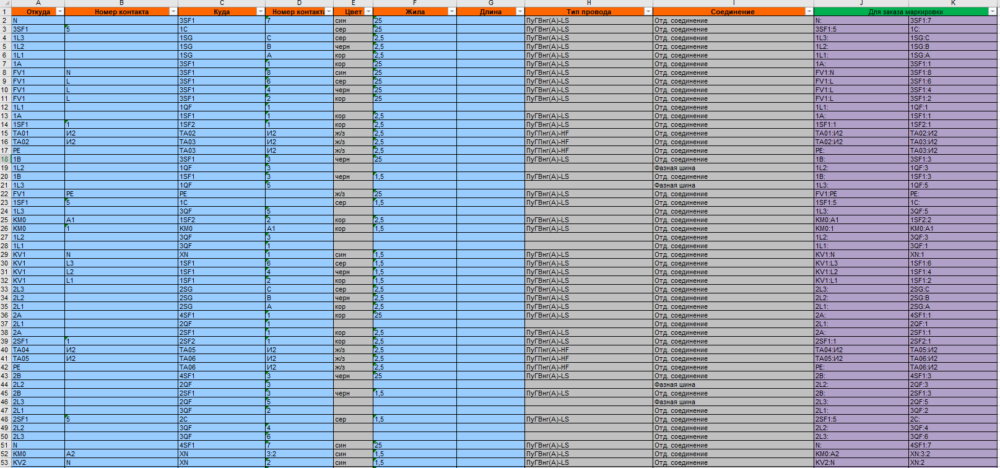 A B C D E F G H I J K
1 Откуда Номер контакта Куда Номер контакта Цвет Жила Длина Тип провода Соединение Для заказа маркировки
2 N 3SF1 7 син 25 ПуГВнг(А)-LS Отд. соединение N: 3SF1:7
3 3SF1 5 1C сер 25 ПуГВнг(А)-LS Отд. соединение 3SF1:5 1C:
4 1L3 1SG C сер 2,5 ПуГВнг(А)-LS Отд. соединение 1L3: 1SG:C
5 1L2 1SG B черн 2,5 ПуГВнг(А)-LS Отд. соединение 1L2: 1SG:B
6 1L1 1SG A кор 2,5 ПуГВнг(А)-LS Отд. соединение 1L1: 1SG:A
7 1A 3SF1 1 кор 25 ПуГВнг(А)-LS Отд. соединение 1A: 3SF1:1
8 FV1 N 3SF1 8 син 25 ПуГВнг(А)-LS Отд. соединение FV1:N 3SF1:8
9 FV1 L 3SF1 6 сер 25 ПуГВнг(А)-LS Отд. соединение FV1:L 3SF1:6
10 FV1 L 3SF1 4 черн 25 ПуГВнг(А)-LS Отд. соединение FV1:L 3SF1:4
11 FV1 L 3SF1 2 кор 25 ПуГВнг(А)-LS Отд. соединение FV1:L 3SF1:2
12 1L1 1QF 1 Отд. соединение 1L1: 1QF:1
13 1A 1SF1 1 кор 2,5 ПуГВнг(А)-LS Отд. соединение 1A: 1SF1:1
14 1SF1 1 1SF2 1 кор 2,5 ПуГВнг(А)-LS Отд. соединение 1SF1:1 1SF2:1
15 TA01 И2 TA02 И2 ж/з 2,5 ПуГПнг(А)-HF Отд. соединение TA01:И2 TA02:И2
16 TA02 И2 TA03 И2 ж/з 2,5 ПуГПнг(А)-HF Отд. соединение TA02:И2 TA03:И2
17 PE TA03 И2 ж/з 2,5 ПуГПнг(А)-HF Отд. соединение PE: TA03:И2
18 1B 3SF1 3 черн 25 ПуГВнг(А)-LS Отд. соединение 1B: 3SF1:3
19 1L2 1QF 3 Фазная шина 1L2: 1QF:3
20 1B 1SF1 3 черн 1,5 ПуГВнг(А)-LS Отд. соединение 1B: 1SF1:3
21 1L3 1QF 5 Фазная шина 1L3: 1QF:5
22 FV1 PE PE ж/з 25 ПуГВнг(А)-LS Отд. соединение FV1:PE PE:
23 1SF1 5 1C сер 1,5 ПуГВнг(А)-LS Отд. соединение 1SF1:5 1C:
24 1L3 3QF 5 Отд. соединение 1L3: 3QF:5
25 KM0 A1 1SF2 2 кор 2,5 ПуГВнг(А)-LS Отд. соединение KM0:A1 1SF2:2
26 KM0 1 KM0 A1 кор 1,5 ПуГВнг(А)-LS Отд. соединение KM0:1 KM0:A1
27 1L2 3QF 3 Отд. соединение 1L2: 3QF:3
28 1L1 3QF 1 Отд. соединение 1L1: 3QF:1
29 KV1 N XN 1 син 1,5 ПуГВнг(А)-LS Отд. соединение KV1:N XN:1
30 KV1 L3 1SF1 6 сер 1,5 ПуГВнг(А)-LS Отд. соединение KV1:L3 1SF1:6
31 KV1 L2 1SF1 4 черн 1,5 ПуГВнг(А)-LS Отд. соединение KV1:L2 1SF1:4
32 KV1 L1 1SF1 2 кор 1,5 ПуГВнг(А)-LS Отд. соединение KV1:L1 1SF1:2
33 2L3 2SG C сер 2,5 ПуГВнг(А)-LS Отд. соединение 2L3: 2SG:C
34 2L2 2SG B черн 2,5 ПуГВнг(А)-LS Отд. соединение 2L2: 2SG:B
35 2L1 2SG A кор 2,5 ПуГВнг(А)-LS Отд. соединение 2L1: 2SG:A
36 2A 4SF1 1 кор 25 ПуГВнг(А)-LS Отд. соединение 2A: 4SF1:1
37 2L1 2QF 1 Отд. соединение 2L1: 2QF:1
38 2A 2SF1 1 кор 2,5 ПуГВнг(А)-LS Отд. соединение 2A: 2SF1:1
39 2SF1 1 2SF2 1 кор 2,5 ПуГВнг(А)-LS Отд. соединение 2SF1:1 2SF2:1
40 TA04 И2 TA05 И2 ж/з 2,5 ПуГПнг(А)-HF Отд. соединение TA04:И2 TA05:И2
41 TA05 И2 TA06 И2 ж/з 2,5 ПуГПнг(А)-HF Отд. соединение TA05:И2 TA06:И2
42 PE TA06 И2 ж/з 2,5 ПуГПнг(А)-HF Отд. соединение PE: TA06:И2
43 2B 4SF1 3 черн 25 ПуГВнг(А)-LS Отд. соединение 2B: 4SF1:3
44 2L2 2QF 3 Фазная шина 2L2: 2QF:3
45 2B 2SF1 3 черн 1,5 ПуГВнг(А)-LS Отд. соединение 2B: 2SF1:3
46 2L3 2QF 5 Фазная шина 2L3: 2QF:5
47 2L1 3QF 2 Отд. соединение 2L1: 3QF:2
48 2SF1 5 2C сер 1,5 ПуГВнг(А)-LS Отд. соединение 2SF1:5 2C:
49 2L2 3QF 4 Отд. соединение 2L2: 3QF:4
50 2L3 3QF 6 Отд. соединение 2L3: 3QF:6
51 N 4SF1 7 син 25 ПуГВнг(А)-LS Отд. соединение N: 4SF1:7
52 KM0 A2 XN 3:2 син 1,5 ПуГВнг(А)-LS Отд. соединение KM0:A2 XN:3:2
53 KV2 N XN 2 син 1,5 ПуГВнг(А)-LS Отд. соединение KV2:N XN:2